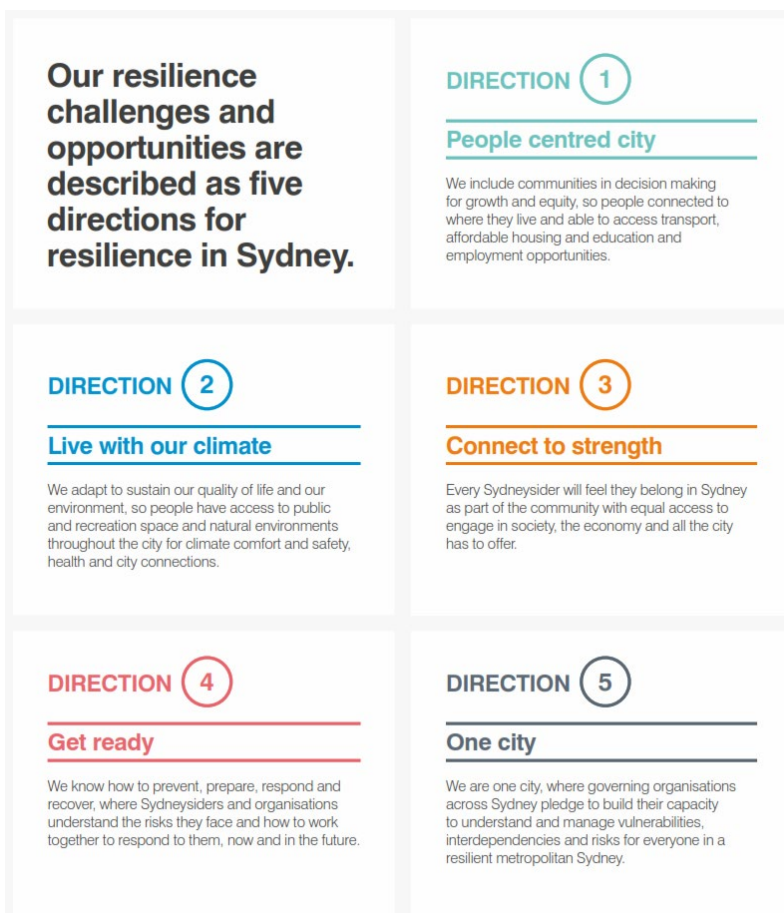 Our resilience
challenges and
opportunities are
described as five
directions for
resilience in Sydney.
DIRECTION 1
People centred city
We include communities in decision making
for growth and equity, so people connected to
where they live and able to access transport,
affordable housing and education and
employment opportunities.
DIRECTION 2
Live with our climate
We adapt to sustain our quality of life and our
environment, so people have access to public
and recreation space and natural environments
throughout the city for climate comfort and safety,
health and city connections.
DIRECTION 3
Connect to strength
Every Sydneysider will feel they belong in Sydney
as part of the community with equal access to
engage in society, the economy and all the city
has to offer.
DIRECTION 4
Get ready
We know how to prevent, prepare, respond and
recover, where Sydneysiders and organisations
understand the risks they face and how to work
together to respond to them, now and in the future.
DIRECTION 5
One city
We are one city, where governing organisations
across Sydney pledge to build their capacity
to understand and manage vulnerabilities,
interdependencies and risks for everyone in a
resilient metropolitan Sydney.